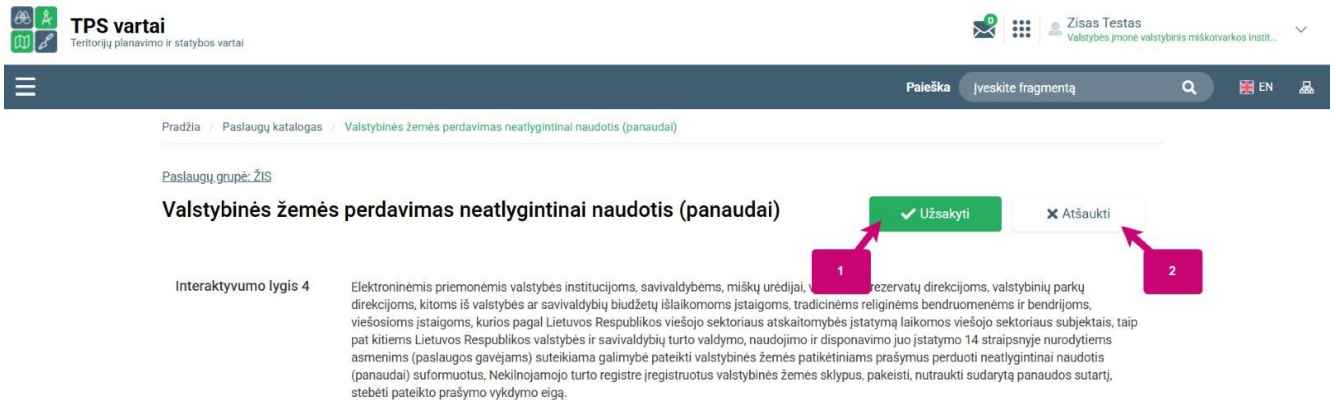 TPS vartai
Teritorijų planavimo ir statybos vartai
0
Zisas Testas
Valstybės įmonė valstybinis miškotvarkos instit...
Paieška Įveskite fragmentą EN
Pradžia / Paslaugų katalogas / Valstybinės žemės perdavimas neatlygintinai naudotis (panaudai)
Paslaugų grupė: ŽIS
Valstybinės žemės perdavimas neatlygintinai naudotis (panaudai)
Užsakyti
Atšaukti
1
2
Interaktyvumo lygis 4
Elektroninėmis priemonėmis valstybės institucijoms, savivaldybėms, miškų urėdijai, rezervatų direkcijoms, valstybinių parkų
direkcijoms, kitoms iš valstybės ar savivaldybių biudžetų išlaikomoms įstaigoms, tradicinėms religinėms bendruomenėms ir bendrijoms,
viešosioms įstaigoms, kurios pagal Lietuvos Respublikos viešojo sektoriaus atskaitomybės įstatymą laikomos viešojo sektoriaus subjektais, taip
pat kitiems Lietuvos Respublikos valstybės ir savivaldybių turto valdymo, naudojimo ir disponavimo juo įstatymo 14 straipsnyje nurodytiems
asmenims (paslaugos gavėjams) suteikiama galimybė pateikti valstybinės žemės patikėtiniams prašymus perduoti neatlygintinai naudotis
(panaudai) suformuotus, Nekilnojamojo turto registre įregistruotus valstybinės žemės sklypus, pakeisti, nutraukti sudarytą panaudos sutartį,
stebėti pateikto prašymo vykdymo eigą.